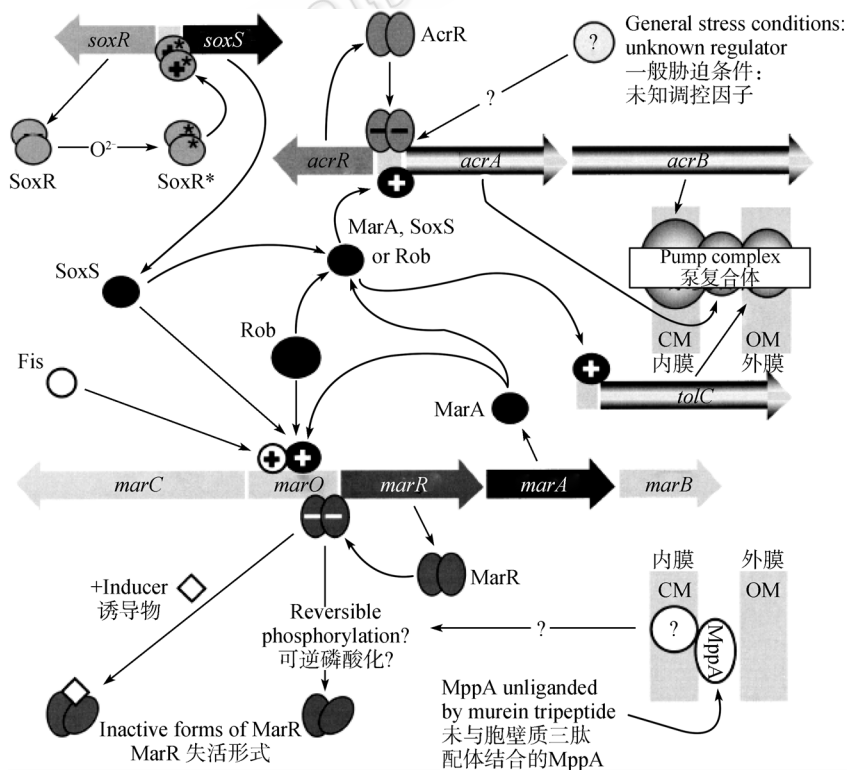 soxR
soxS
AcrR
?
General stress conditions:
unknown regulator
一般胁迫条件：
未知调控因子
?
SoxR
O²⁻
SoxR*
acrR
acrA
acrB
MarA, SoxS
or Rob
Pump complex
泵复合体
SoxS
Rob
CM
内膜
OM
外膜
Fis
MarA
tolC
marC
marO
marR
marA
marB
MarR
+Inducer
诱导物
Reversible
phosphorylation?
可逆磷酸化?
?
内膜
CM
外膜
OM
?
MppA
Inactive forms of MarR
MarR 失活形式
MppA unliganded
by murein tripeptide
未与胞壁质三肽
配体结合的MppA